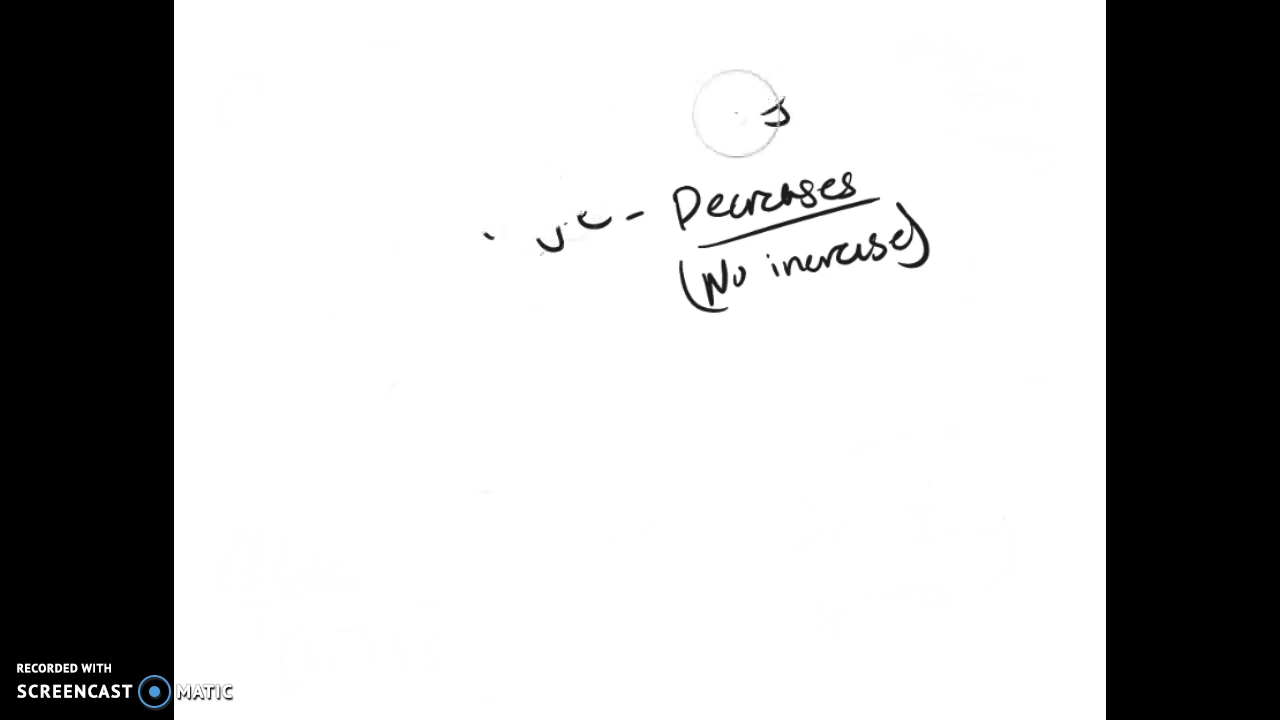 - Decreases
(No increase)
RECORDED WITH
SCREENCAST MATIC